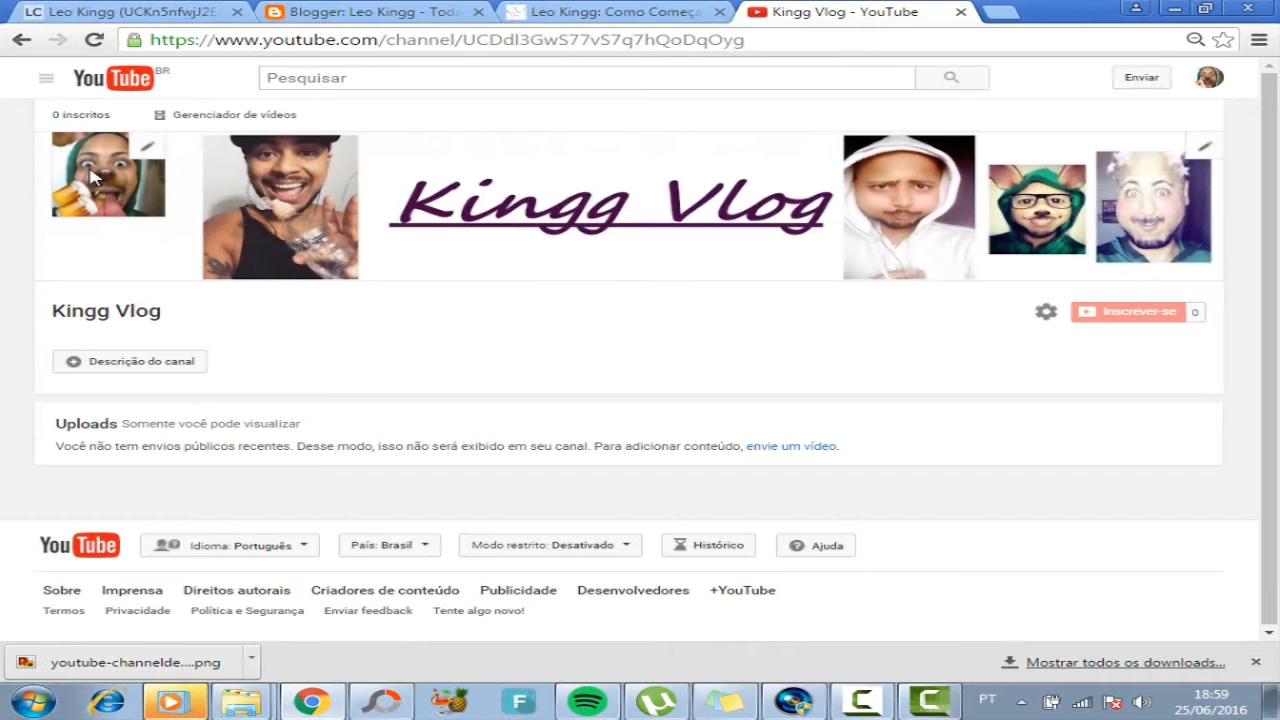 LC Leo Kingg (UCKn5nfwjJ2E
Blogger: Leo Kingg - Toda
Leo Kingg: Como Começa
Kingg Vlog - YouTube
https://www.youtube.com/channel/UCDdl3GwS77vS7q7hQoDqOyg
YouTube BR
Pesquisar
Enviar
0 inscritos
Gerenciador de vídeos
Kingg Vlog
Kingg Vlog
Inscrever-se 0
Descrição do canal
Uploads Somente você pode visualizar
Você não tem envios públicos recentes. Desse modo, isso não será exibido em seu canal. Para adicionar conteúdo, envie um vídeo.
YouTube
Idioma: Português
País: Brasil
Modo restrito: Desativado
Histórico
Ajuda
Sobre Imprensa Direitos autorais Criadores de conteúdo Publicidade Desenvolvedores +YouTube
Termos Privacidade Política e Segurança Enviar feedback Tente algo novo!
youtube-channelde....png
Mostrar todos os downloads...
F
C
C
PT
18:59
25/06/2016